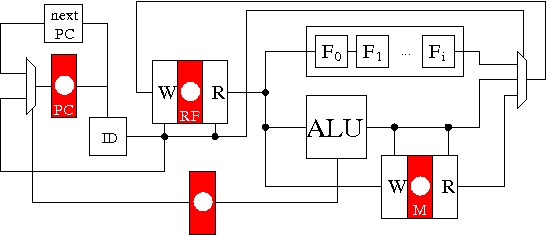 next
PC
F0 F1 ... Fi
PC
W RF R
ID
ALU
W M R